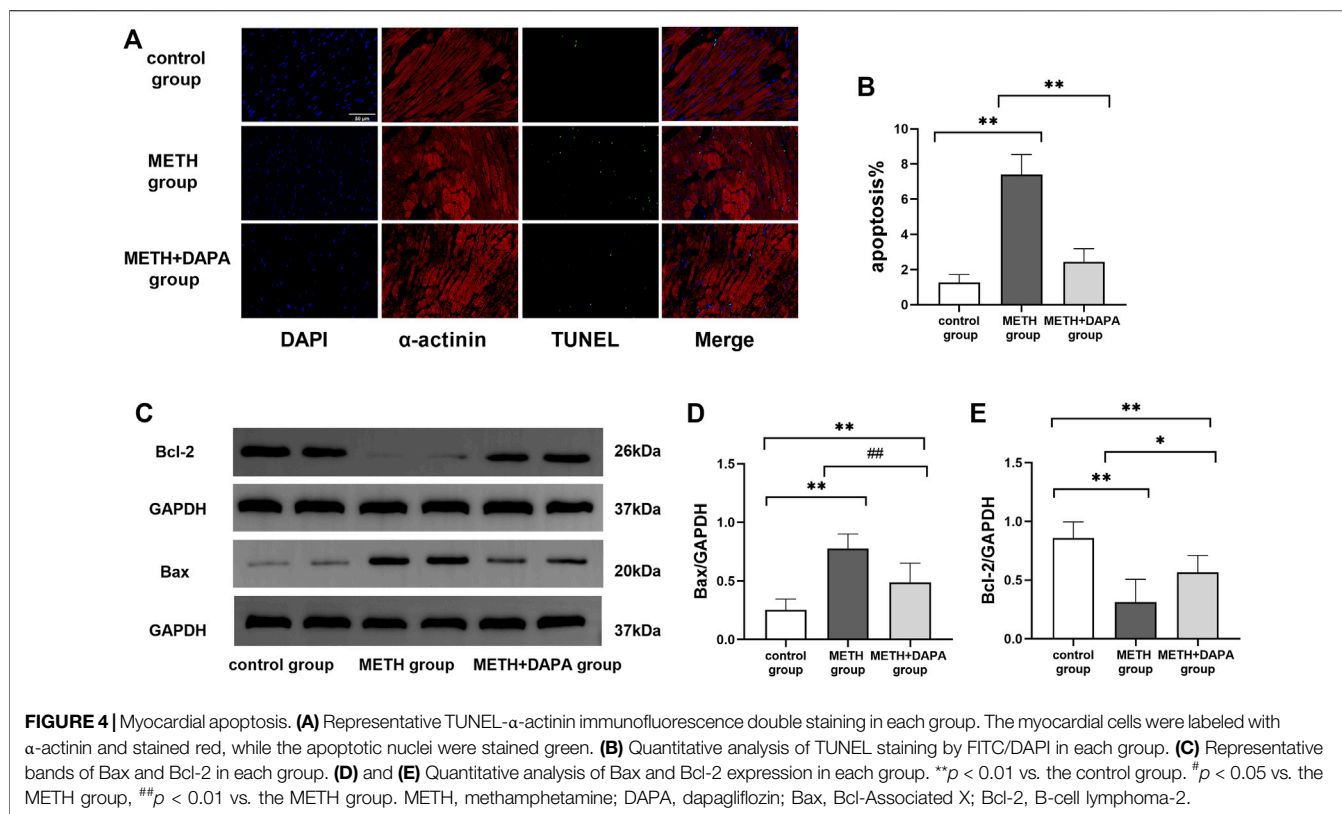 A
control
group
METH
group
METH+DAPA
group
50 μm
DAPI α-actinin TUNEL Merge
B
**
**
apoptosis%
10
8
6
4
2
0
control
group
METH
group
METH+DAPA
group
C
Bcl-2 26kDa
GAPDH 37kDa
Bax 20kDa
GAPDH 37kDa
control group METH group METH+DAPA group
D
**
##
**
Bax/GAPDH
1.5
1.0
0.5
0.0
control
group
METH
group
METH+DAPA
group
E
**
*
**
Bcl-2/GAPDH
1.5
1.0
0.5
0.0
control
group
METH
group
METH+DAPA
group
FIGURE 4 | Myocardial apoptosis. (A) Representative TUNEL-α-actinin immunofluorescence double staining in each group. The myocardial cells were labeled with
α-actinin and stained red, while the apoptotic nuclei were stained green. (B) Quantitative analysis of TUNEL staining by FITC/DAPI in each group. (C) Representative
bands of Bax and Bcl-2 in each group. (D) and (E) Quantitative analysis of Bax and Bcl-2 expression in each group. **p < 0.01 vs. the control group. #p < 0.05 vs. the
METH group, ##p < 0.01 vs. the METH group. METH, methamphetamine; DAPA, dapagliflozin; Bax, Bcl-Associated X; Bcl-2, B-cell lymphoma-2.